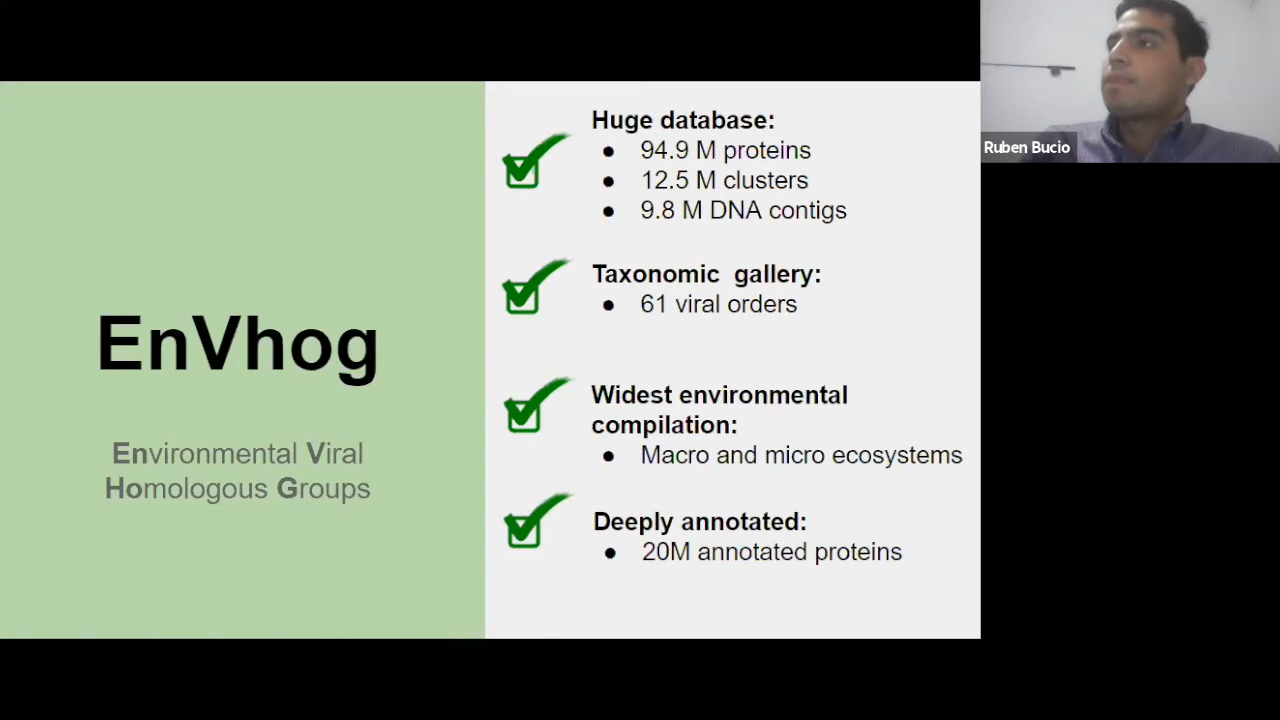 EnVhog
Environmental Viral
Homologous Groups
Huge database:
● 94.9 M proteins
● 12.5 M clusters
● 9.8 M DNA contigs
Taxonomic gallery:
● 61 viral orders
Widest environmental
compilation:
● Macro and micro ecosystems
Deeply annotated:
● 20M annotated proteins
Ruben Bucio